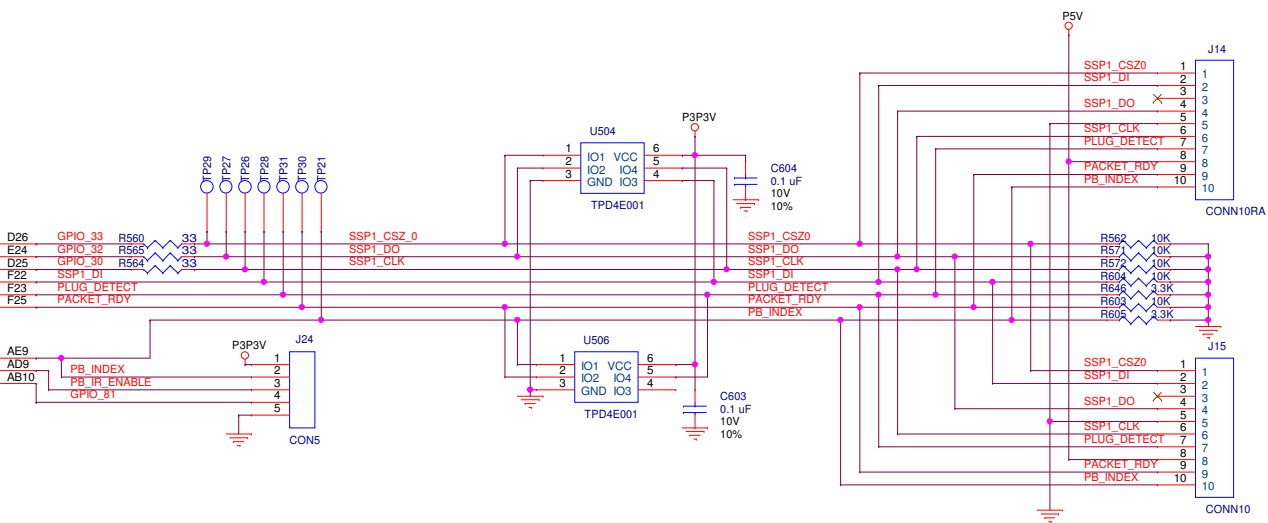 P5V
J14
SSP1_CSZ0 1 1
SSP1_DI 2 2
3 3
SSP1_DO 4 4
5 5
SSP1_CLK 6 6
PLUG_DETECT 7 7
8 8
PACKET_RDY 9 9
PB_INDEX 10 10
CONN10RA
P3P3V
U504
1 IO1 VCC 6
2 IO2 IO4 5
3 GND IO3 4
TPD4E001
C604
0.1 uF
10V
10%
TP29 TP27 TP26 TP28 TP31 TP30 TP21
D26 GPIO_33 R560 33 SSP1_CSZ_0 SSP1_CSZ0 R562 10K
E24 GPIO_32 R565 33 SSP1_DO SSP1_DO R571 10K
D25 GPIO_30 R564 33 SSP1_CLK SSP1_CLK R572 10K
F22 SSP1_DI SSP1_DI R604 10K
F23 PLUG_DETECT PLUG_DETECT R646 3.3K
F25 PACKET_RDY PACKET_RDY R603 10K
PB_INDEX R605 3.3K
AE9
AD9
AB10
P3P3V
J24
1
PB_INDEX 2
PB_IR_ENABLE 3
GPIO_81 4
5
CON5
U506
1 IO1 VCC 6
2 IO2 IO4 5
3 GND IO3 4
TPD4E001
C603
0.1 uF
10V
10%
J15
SSP1_CSZ0 1 1
SSP1_DI 2 2
3 3
SSP1_DO 4 4
5 5
SSP1_CLK 6 6
PLUG_DETECT 7 7
8 8
PACKET_RDY 9 9
PB_INDEX 10 10
CONN10